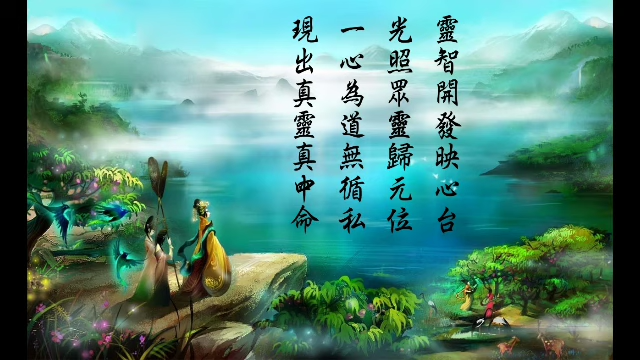 靈智開發映心台
光照眾靈歸元位
一心為道無循私
現出真靈真中命